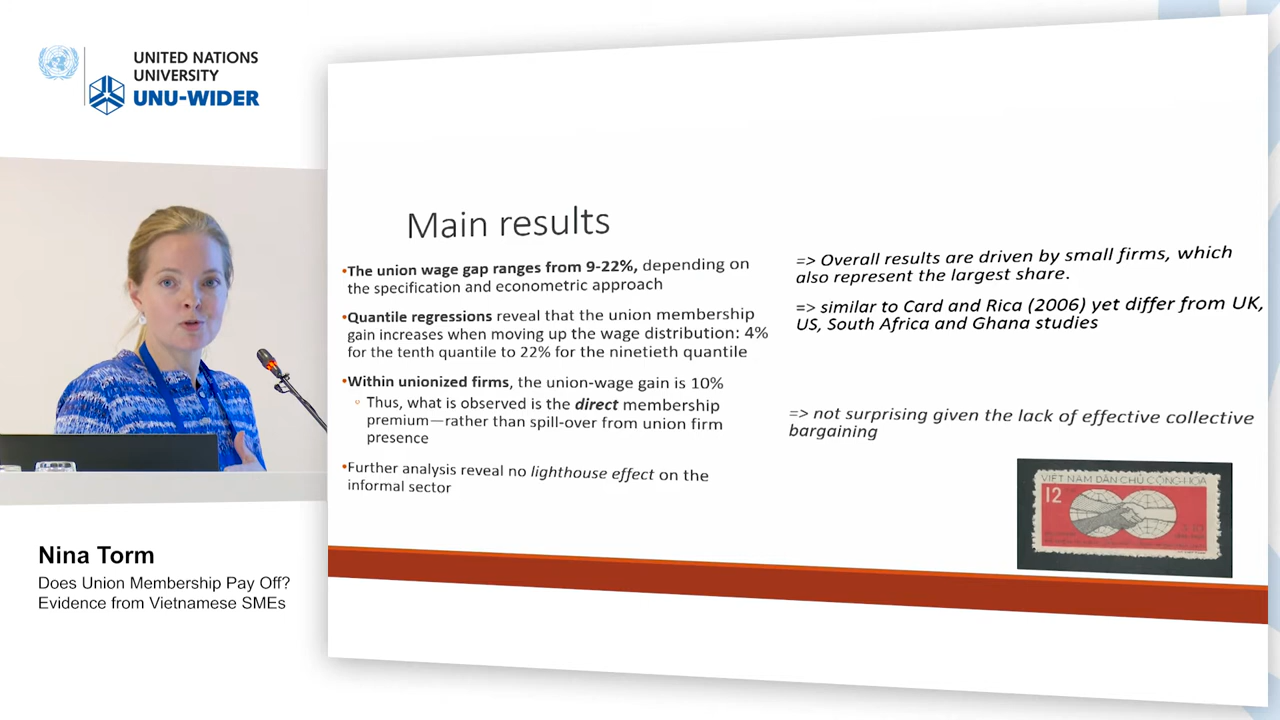 UNITED NATIONS
UNIVERSITY
UNU-WIDER
Main results
•The union wage gap ranges from 9-22%, depending on
the specification and econometric approach
•Quantile regressions reveal that the union membership
gain increases when moving up the wage distribution: 4%
for the tenth quantile to 22% for the ninetieth quantile
•Within unionized firms, the union-wage gain is 10%
◦ Thus, what is observed is the direct membership
premium—rather than spill-over from union firm
presence
•Further analysis reveal no lighthouse effect on the
informal sector
=> Overall results are driven by small firms, which
also represent the largest share.
=> similar to Card and Rica (2006) yet differ from UK,
US, South Africa and Ghana studies
=> not surprising given the lack of effective collective
bargaining
VIỆT NAM DÂN CHỦ CỘNG HÒA
12
Nina Torm
Does Union Membership Pay Off?
Evidence from Vietnamese SMEs